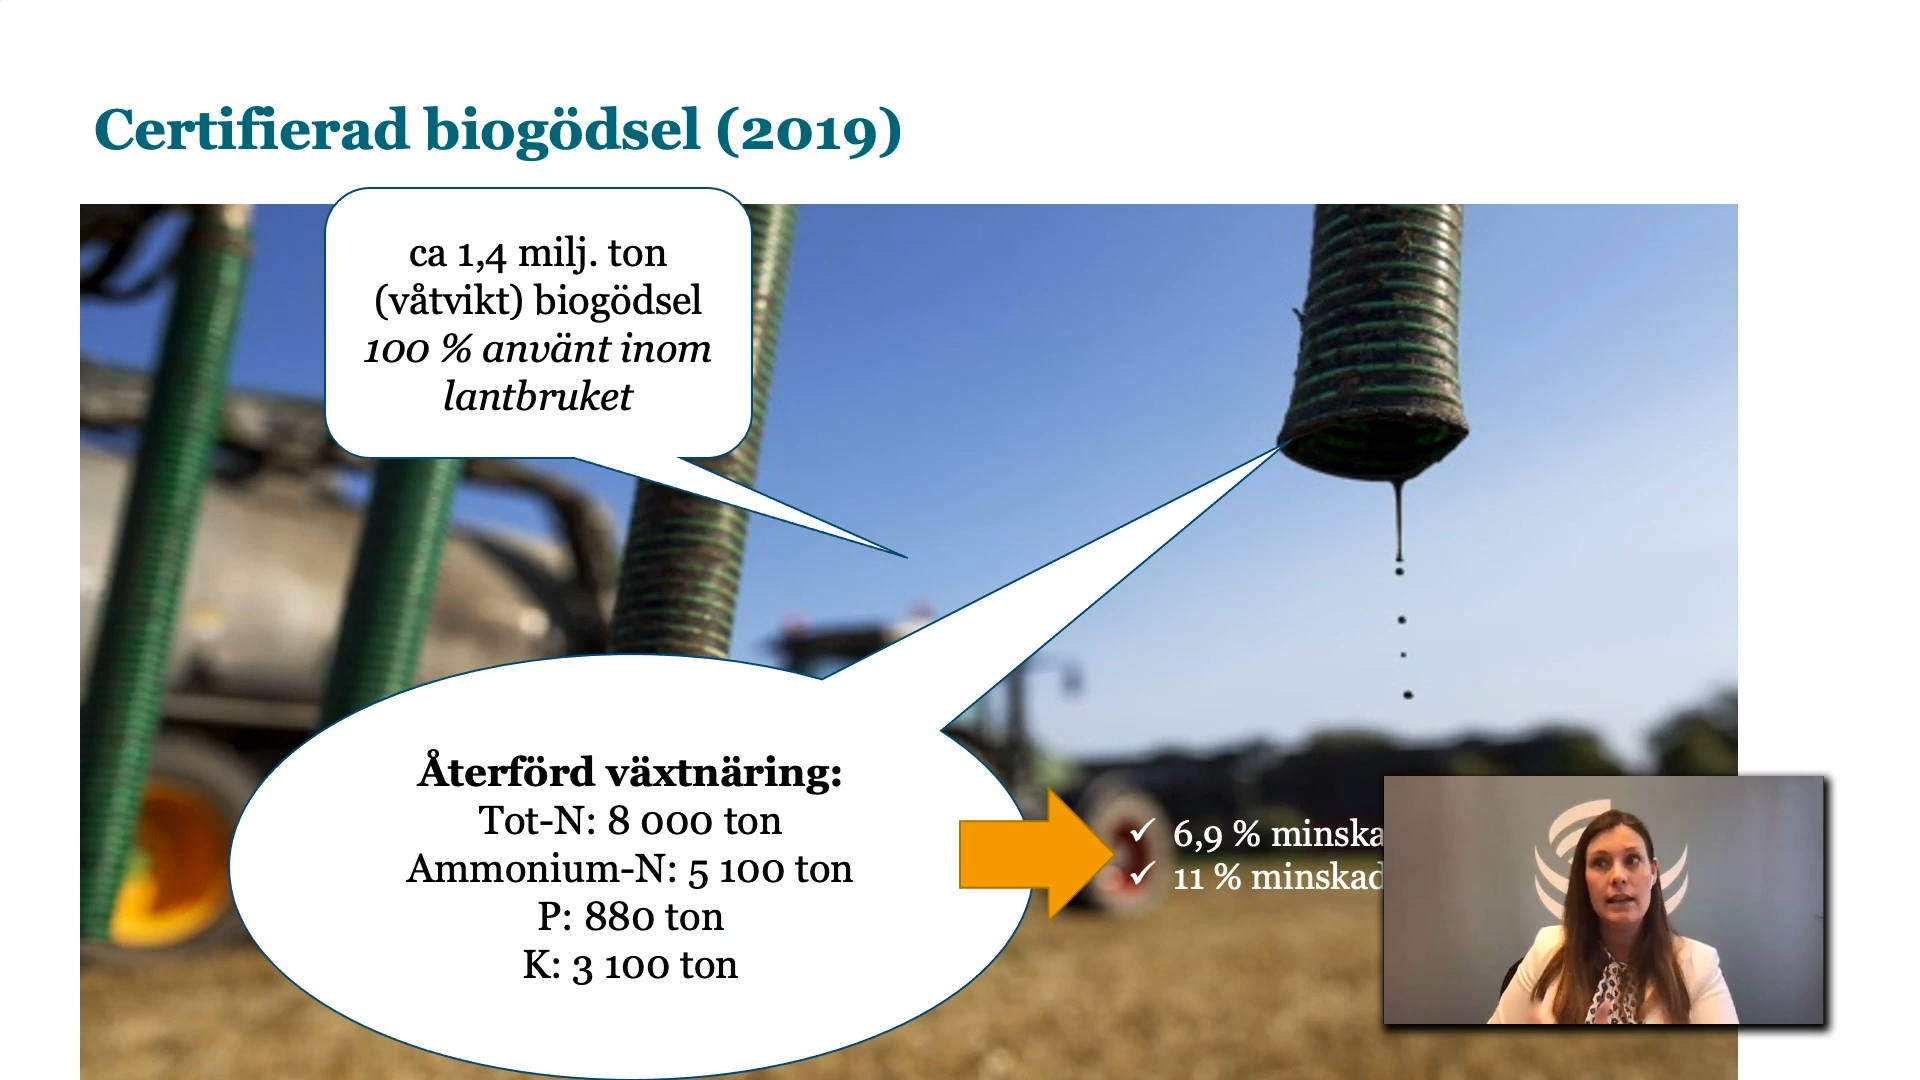 Certifierad biogödsel (2019)
ca 1,4 milj. ton
(våtvikt) biogödsel
100 % använt inom
lantbruket
Återförd växtnäring:
Tot-N: 8 000 ton
Ammonium-N: 5 100 ton
P: 880 ton
K: 3 100 ton
✓ 6,9 % minska
✓ 11 % minskad